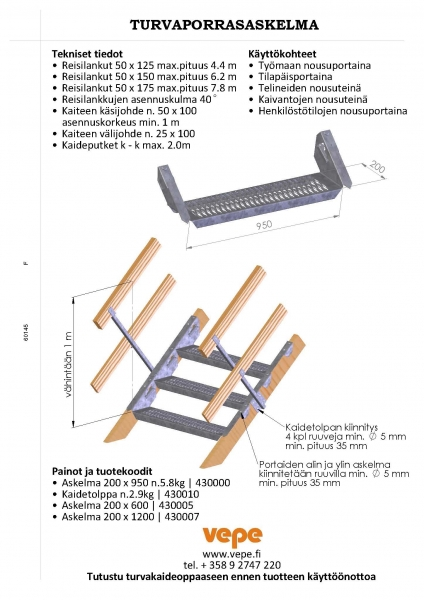 TURVAPORRASASKELMA
Tekniset tiedot
• Reisilankut 50 x 125 max.pituus 4.4 m
• Reisilankut 50 x 150 max.pituus 6.2 m
• Reisilankut 50 x 175 max.pituus 7.8 m
• Reisilankkujen asennuskulma 40°
• Kaiteen käsijohde n. 50 x 100
asennuskorkeus min. 1 m
• Kaiteen välijohde n. 25 x 100
• Kaideputket k - k max. 2.0m
Käyttökohteet
• Työmaan nousuportaina
• Tilapäisportaina
• Telineiden nousuteinä
• Kaivantojen nousuteinä
• Henkilöstötilojen nousuportaina
200
950
F
60145
vähintään 1 m
Kaidetolpan kiinnitys
4 kpl ruuveja min. ∅ 5 mm
min. pituus 35 mm
Portaiden alin ja ylin askelma
kiinnitetään ruuvilla min. ∅ 5 mm
min. pituus 35 mm
Painot ja tuotekoodit
• Askelma 200 x 950 n.5.8kg | 430000
• Kaidetolppa n.2.9kg | 430010
• Askelma 200 x 600 | 430005
• Askelma 200 x 1200 | 430007
vepe
www.vepe.fi
tel. + 358 9 2747 220
Tutustu turvakaideoppaaseen ennen tuotteen käyttöönottoa